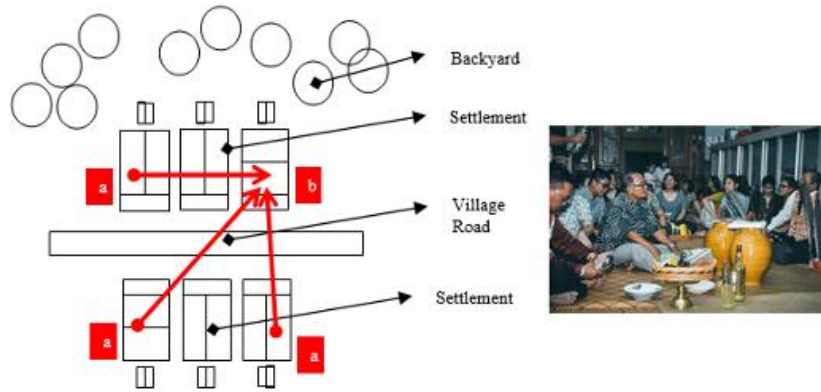 Backyard
Settlement
a
b
Village
Road
Settlement
a
a